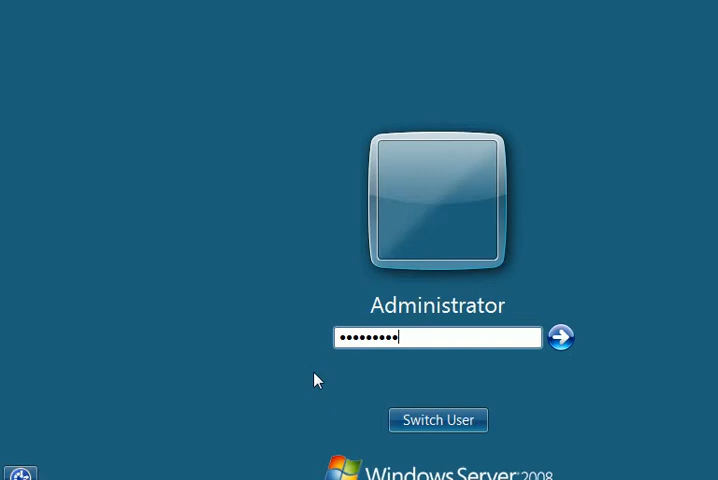 Administrator
•••••••••
Switch User
Windows Server 2008